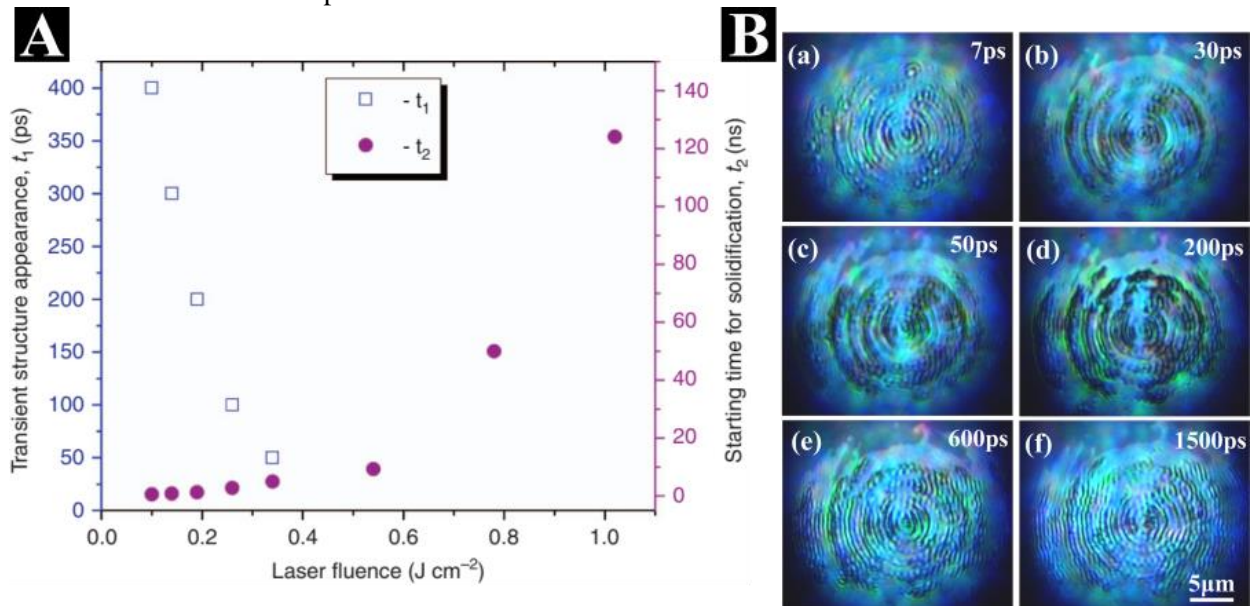 A
Transient structure appearance, t₁ (ps)
400
350
300
250
200
150
100
50
0
- t₁
- t₂
140
120
100
80
60
40
20
0
Starting time for solidification, t₂ (ns)
0.0 0.2 0.4 0.6 0.8 1.0
Laser fluence (J cm⁻²)
B
(a) 7ps
(b) 30ps
(c) 50ps
(d) 200ps
(e) 600ps
(f) 1500ps
5μm